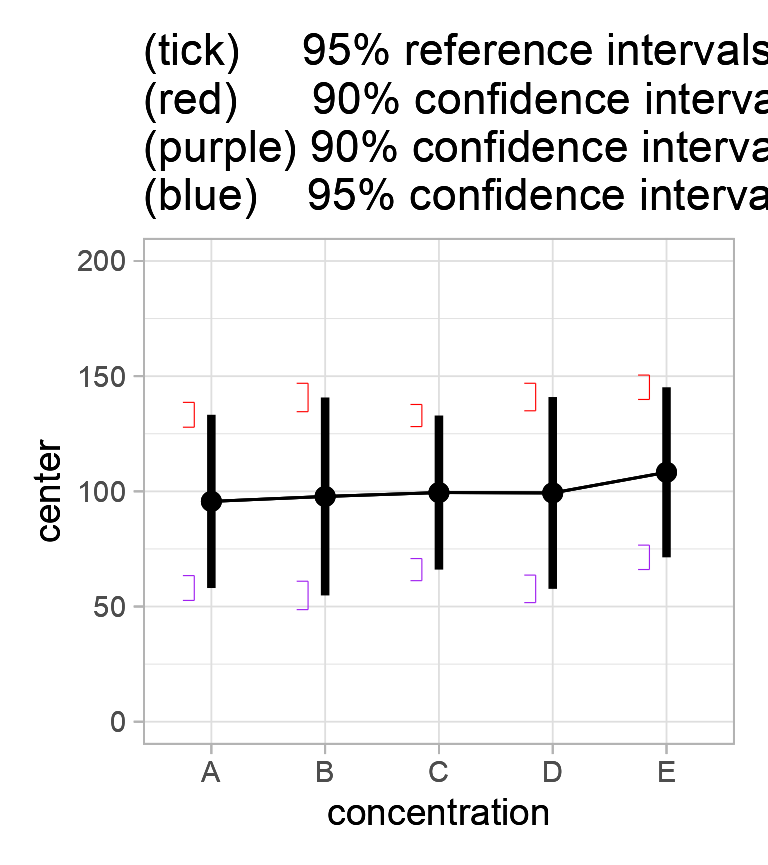 (tick) 95% reference intervals
(red) 90% confidence interva
(purple) 90% confidence interva
(blue) 95% confidence interva
200
150
100
50
0
center
A B C D E
concentration